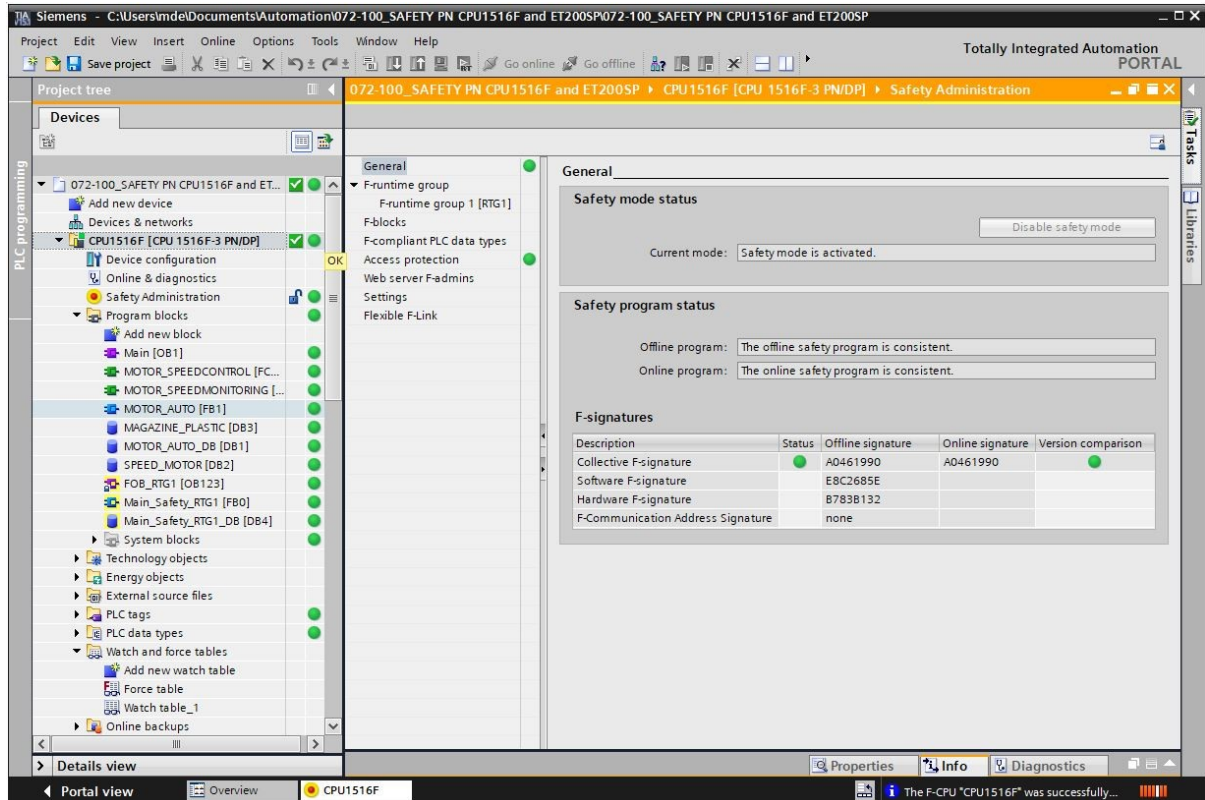 Siemens - C:\Users\mde\Documents\Automation\072-100_SAFETY PN CPU1516F and ET200SP\072-100_SAFETY PN CPU1516F and ET200SP
Project Edit View Insert Online Options Tools Window Help
Totally Integrated Automation
PORTAL
Save project Go online Go offline
Project tree
072-100_SAFETY PN CPU1516F and ET200SP CPU1516F [CPU 1516F-3 PN/DP] Safety Administration
Devices
PLC programming
072-100_SAFETY PN CPU1516F and ET...
Add new device
Devices & networks
CPU1516F [CPU 1516F-3 PN/DP]
Device configuration
OK
Online & diagnostics
Safety Administration
Program blocks
Add new block
Main [OB1]
MOTOR_SPEEDCONTROL [FC...
MOTOR_SPEEDMONITORING [...
MOTOR_AUTO [FB1]
MAGAZINE_PLASTIC [DB3]
MOTOR_AUTO_DB [DB1]
SPEED_MOTOR [DB2]
FOB_RTG1 [OB123]
Main_Safety_RTG1 [FB0]
Main_Safety_RTG1_DB [DB4]
System blocks
Technology objects
Energy objects
External source files
PLC tags
PLC data types
Watch and force tables
Add new watch table
Force table
Watch table_1
Online backups
Details view
General
F-runtime group
F-runtime group 1 [RTG1]
F-blocks
F-compliant PLC data types
Access protection
Web server F-admins
Settings
Flexible F-Link
General
Safety mode status
Disable safety mode
Current mode: Safety mode is activated.
Safety program status
Offline program: The offline safety program is consistent.
Online program: The online safety program is consistent.
F-signatures
Description Status Offline signature Online signature Version comparison
Collective F-signature A0461990 A0461990
Software F-signature E8C2685E
Hardware F-signature B783B132
F-Communication Address Signature none
Tasks
Libraries
Properties Info Diagnostics
Portal view Overview CPU1516F The F-CPU "CPU1516F" was successfully...